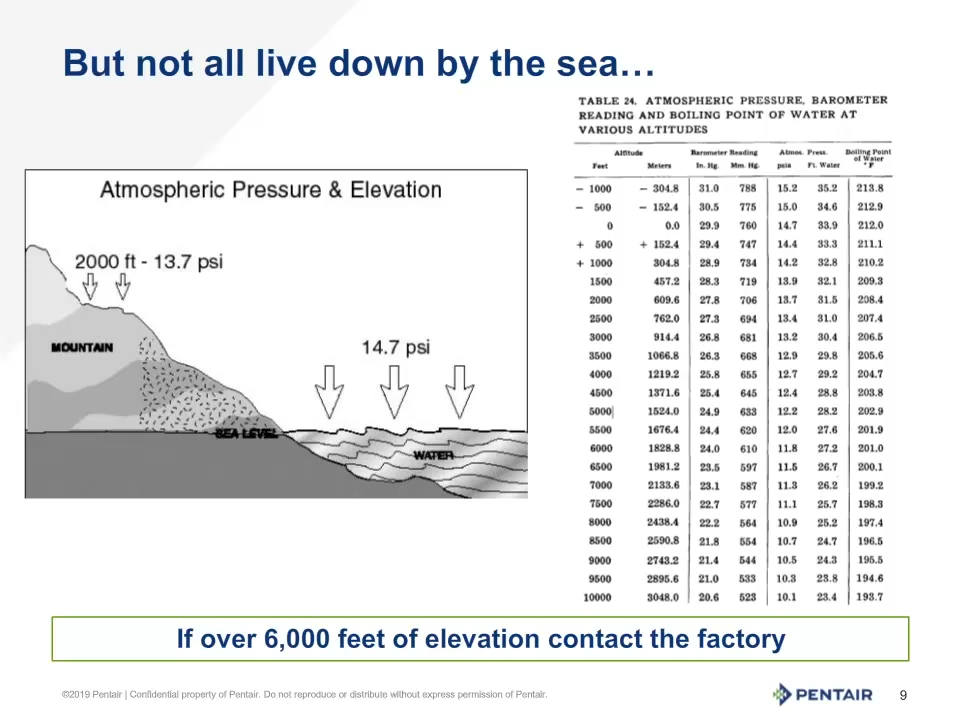 But not all live down by the sea…
TABLE 24. ATMOSPHERIC PRESSURE, BAROMETER
READING AND BOILING POINT OF WATER AT
VARIOUS ALTITUDES
Altitude Barometer Reading Atmos. Press. Boiling Point
of Water
Feet Meters In. Hg. Mm. Hg. psia Ft. Water ° F
- 1000 - 304.8 31.0 788 15.2 35.2 213.8
- 500 - 152.4 30.5 775 15.0 34.6 212.9
0 0.0 29.9 760 14.7 33.9 212.0
+ 500 + 152.4 29.4 747 14.4 33.3 211.1
+ 1000 304.8 28.9 734 14.2 32.8 210.2
1500 457.2 28.3 719 13.9 32.1 209.3
2000 609.6 27.8 706 13.7 31.5 208.4
2500 762.0 27.3 694 13.4 31.0 207.4
3000 914.4 26.8 681 13.2 30.4 206.5
3500 1066.8 26.3 668 12.9 29.8 205.6
4000 1219.2 25.8 655 12.7 29.2 204.7
4500 1371.6 25.4 645 12.4 28.8 203.8
5000 1524.0 24.9 633 12.2 28.2 202.9
5500 1676.4 24.4 620 12.0 27.6 201.9
6000 1828.8 24.0 610 11.8 27.2 201.0
6500 1981.2 23.5 597 11.5 26.7 200.1
7000 2133.6 23.1 587 11.3 26.2 199.2
7500 2286.0 22.7 577 11.1 25.7 198.3
8000 2438.4 22.2 564 10.9 25.2 197.4
8500 2590.8 21.8 554 10.7 24.7 196.5
9000 2743.2 21.4 544 10.5 24.3 195.5
9500 2895.6 21.0 533 10.3 23.8 194.6
10000 3048.0 20.6 523 10.1 23.4 193.7
Atmospheric Pressure & Elevation
2000 ft - 13.7 psi
MOUNTAIN
14.7 psi
SEA LEVEL
WATER
If over 6,000 feet of elevation contact the factory
©2019 Pentair | Confidential property of Pentair. Do not reproduce or distribute without express permission of Pentair.
PENTAIR
9